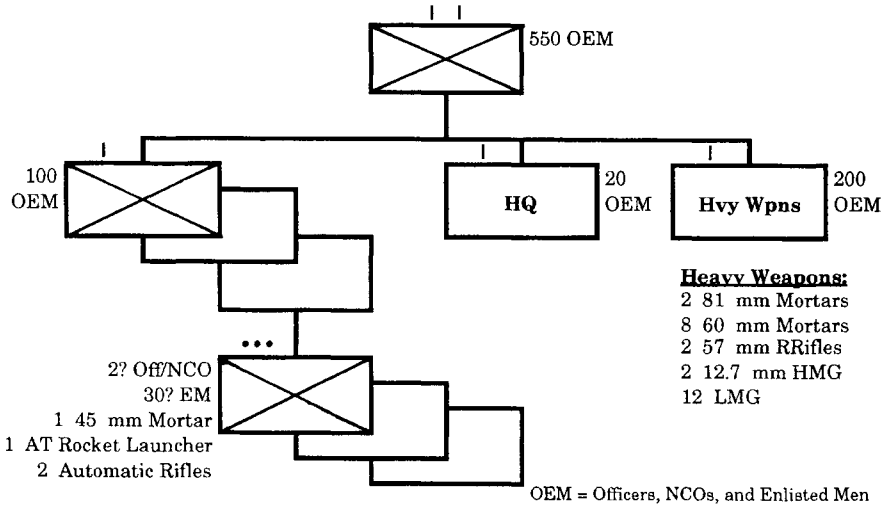 550 OEM
100
OEM
HQ
20
OEM
Hvy Wpns
200
OEM
Heavy Weapons:
2 81 mm Mortars
8 60 mm Mortars
2 57 mm RRifles
2 12.7 mm HMG
12 LMG
2? Off/NCO
30? EM
1 45 mm Mortar
1 AT Rocket Launcher
2 Automatic Rifles
OEM = Officers, NCOs, and Enlisted Men